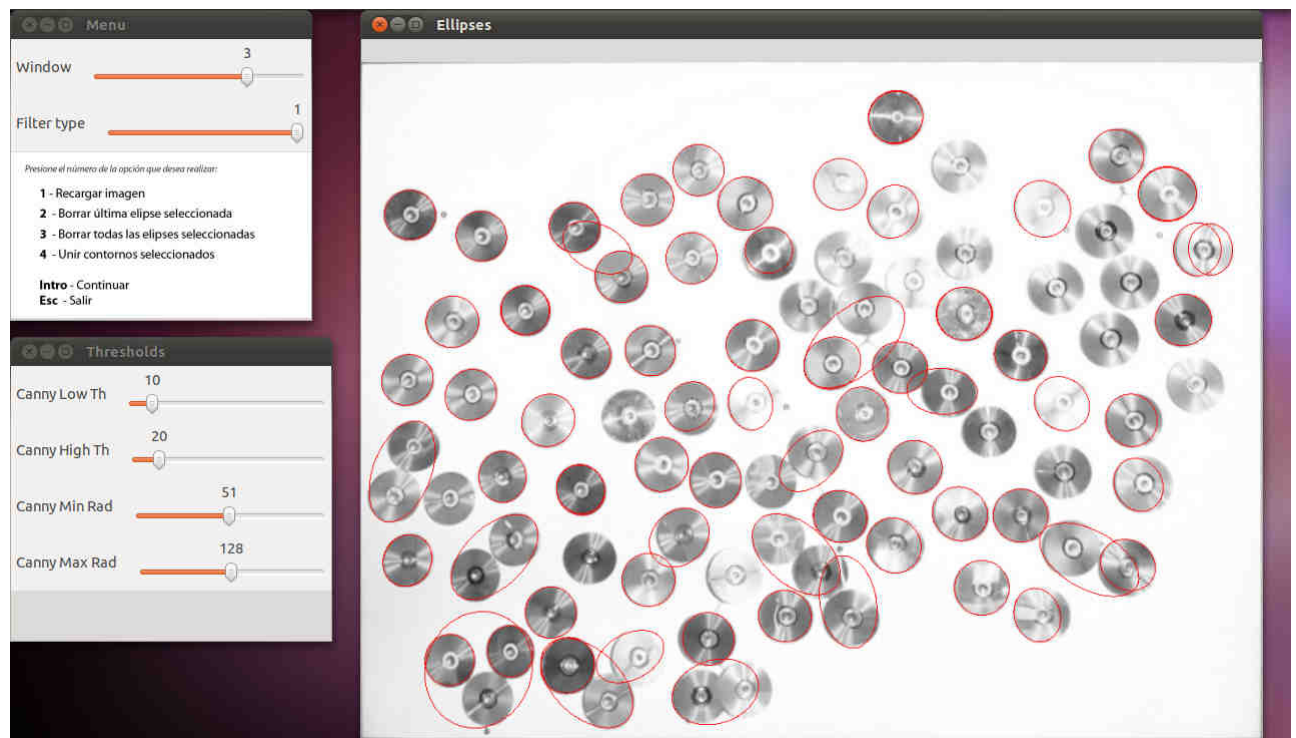 Menu
Window
3
Filter type
1
Presione el número de la opción que desea realizar:
1 - Recargar imagen
2 - Borrar última elipse seleccionada
3 - Borrar todas las elipses seleccionadas
4 - Unir contornos seleccionados
Intro - Continuar
Esc - Salir
Thresholds
Canny Low Th
10
Canny High Th
20
Canny Min Rad
51
Canny Max Rad
128
Ellipses